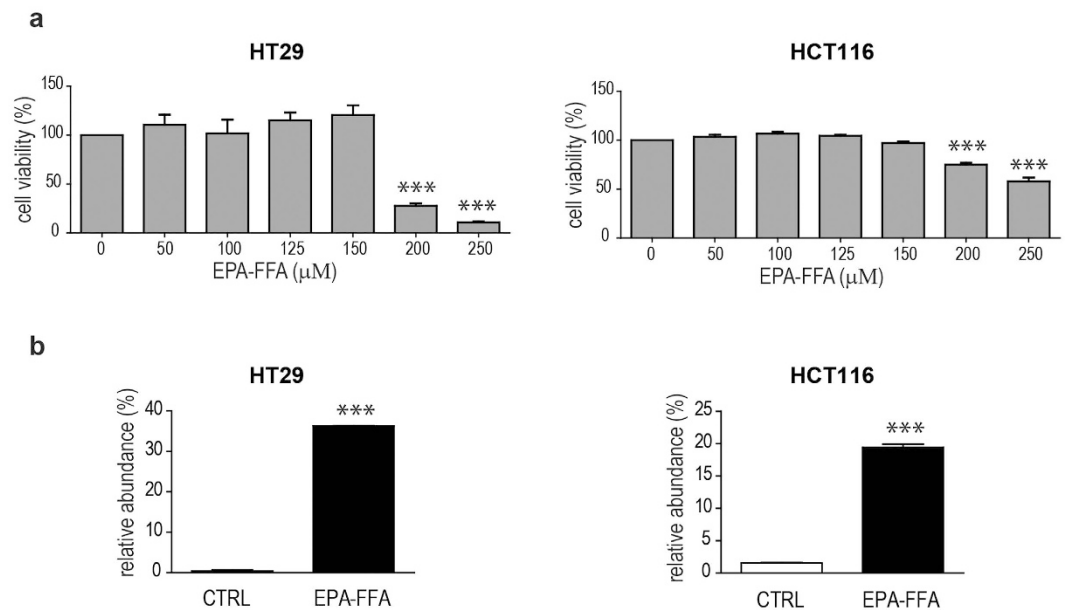 a
HT29
cell viability (%)
150
100
50
0
0 50 100 125 150 200 250
*** ***
EPA-FFA (μM)
HCT116
cell viability (%)
150
100
50
0
0 50 100 125 150 200 250
*** ***
EPA-FFA (μM)
b
HT29
relative abundance (%)
40
30
20
10
0
***
CTRL EPA-FFA
HCT116
relative abundance (%)
25
20
15
10
5
0
***
CTRL EPA-FFA